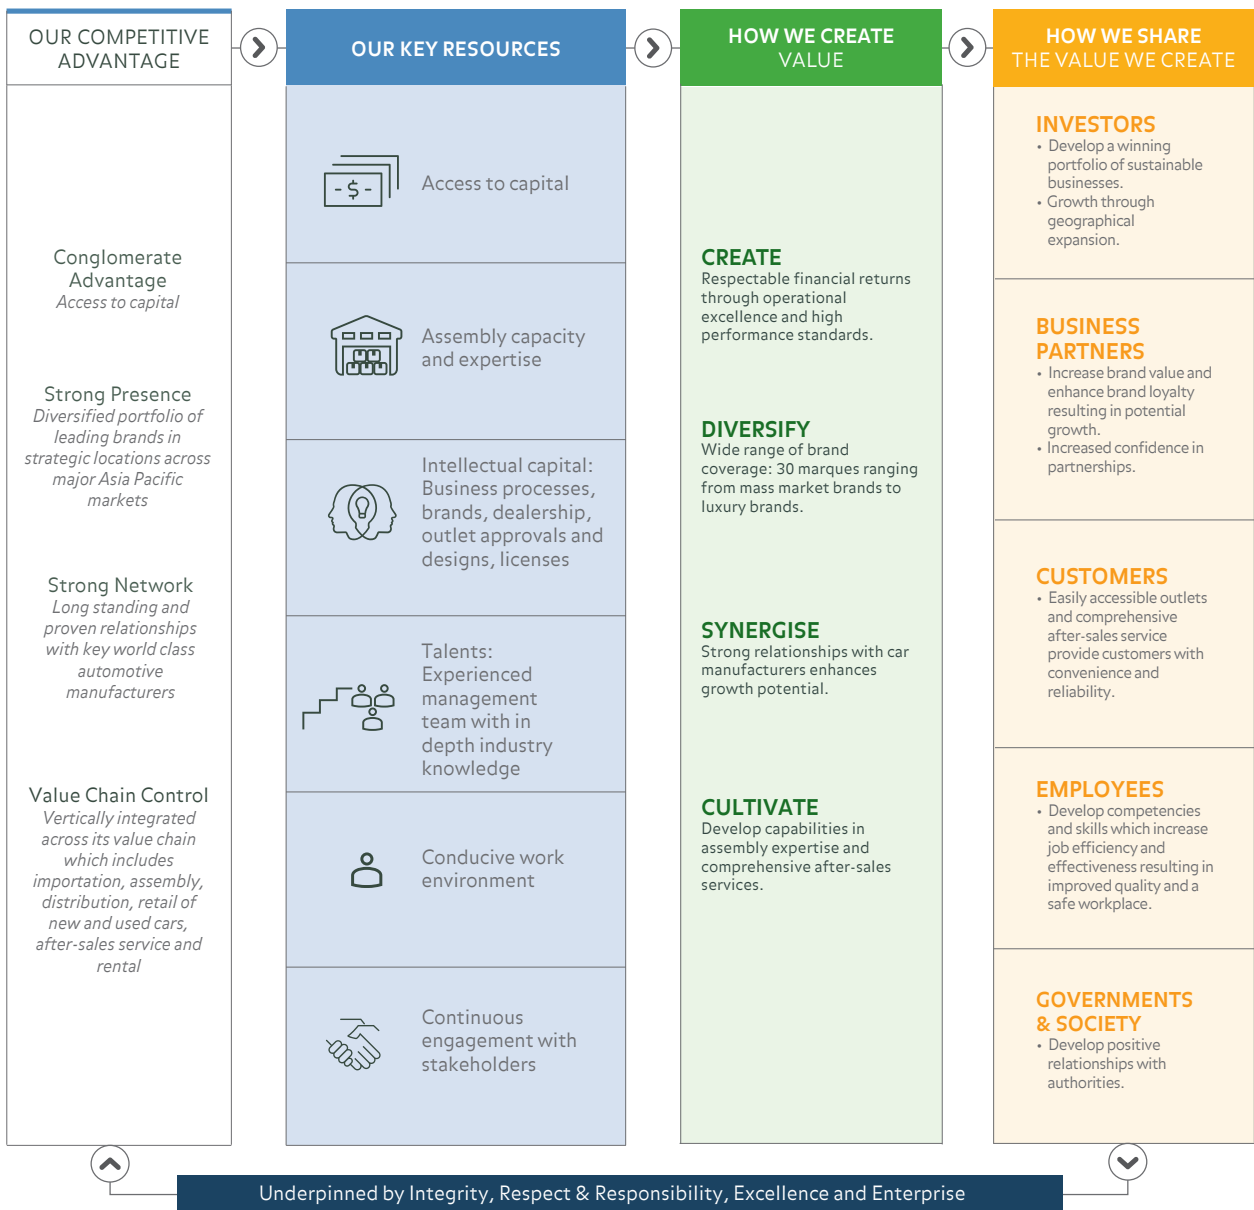 OUR COMPETITIVE
ADVANTAGE
Conglomerate
Advantage
Access to capital
Strong Presence
Diversified portfolio of
leading brands in
strategic locations across
major Asia Pacific
markets
Strong Network
Long standing and
proven relationships
with key world class
automotive
manufacturers
Value Chain Control
Vertically integrated
across its value chain
which includes
importation, assembly,
distribution, retail of
new and used cars,
after-sales service and
rental
OUR KEY RESOURCES
- $ -
Access to capital
Assembly capacity
and expertise
Intellectual capital:
Business processes,
brands, dealership,
outlet approvals and
designs, licenses
Talents:
Experienced
management
team with in
depth industry
knowledge
Conducive work
environment
Continuous
engagement with
stakeholders
HOW WE CREATE
VALUE
CREATE
Respectable financial returns
through operational
excellence and high
performance standards.
DIVERSIFY
Wide range of brand
coverage: 30 marques ranging
from mass market brands to
luxury brands.
SYNERGISE
Strong relationships with car
manufacturers enhances
growth potential.
CULTIVATE
Develop capabilities in
assembly expertise and
comprehensive after-sales
services.
HOW WE SHARE
THE VALUE WE CREATE
INVESTORS
• Develop a winning
portfolio of sustainable
businesses.
• Growth through
geographical
expansion.
BUSINESS
PARTNERS
• Increase brand value and
enhance brand loyalty
resulting in potential
growth.
• Increased confidence in
partnerships.
CUSTOMERS
• Easily accessible outlets
and comprehensive
after-sales service
provide customers with
convenience and
reliability.
EMPLOYEES
• Develop competencies
and skills which increase
job efficiency and
effectiveness resulting in
improved quality and a
safe workplace.
GOVERNMENTS
& SOCIETY
• Develop positive
relationships with
authorities.
Underpinned by Integrity, Respect & Responsibility, Excellence and Enterprise